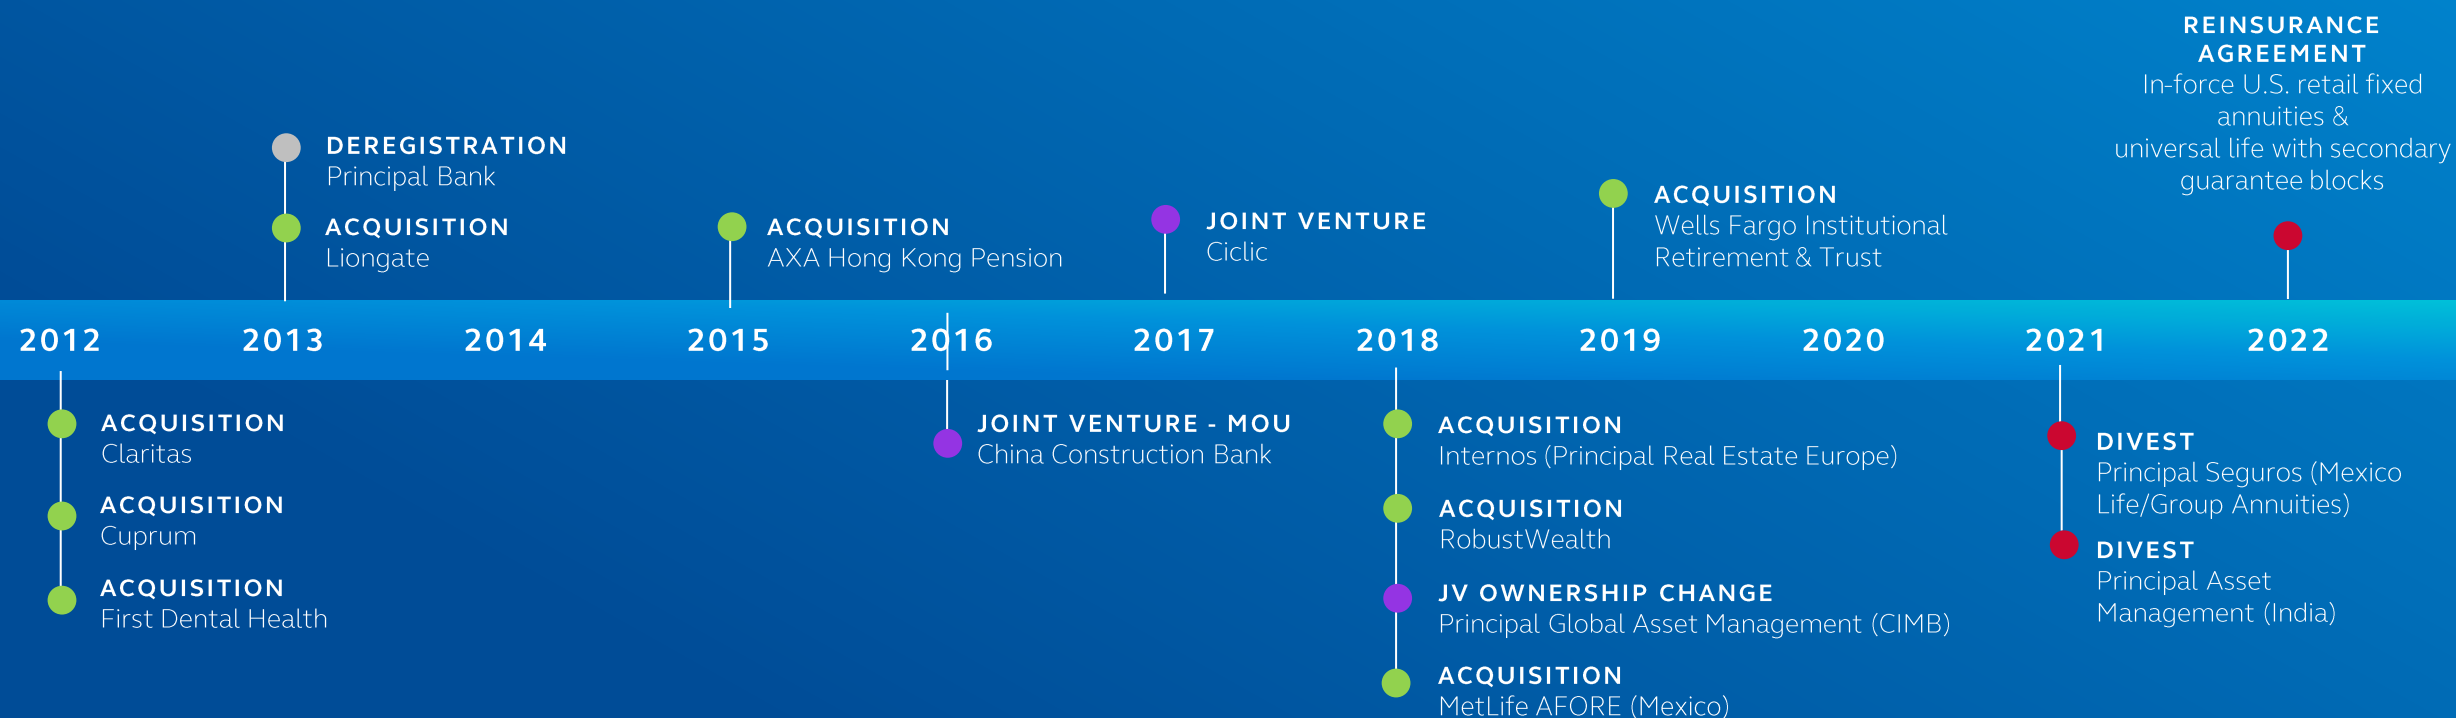 REINSURANCE
AGREEMENT
In-force U.S. retail fixed
annuities &
universal life with secondary
guarantee blocks
DEREGISTRATION
Principal Bank
ACQUISITION
Liongate
ACQUISITION
AXA Hong Kong Pension
JOINT VENTURE
Ciclic
ACQUISITION
Wells Fargo Institutional
Retirement & Trust
2012 2013 2014 2015 2016 2017 2018 2019 2020 2021 2022
ACQUISITION
Claritas
ACQUISITION
Cuprum
ACQUISITION
First Dental Health
JOINT VENTURE - MOU
China Construction Bank
ACQUISITION
Internos (Principal Real Estate Europe)
ACQUISITION
RobustWealth
JV OWNERSHIP CHANGE
Principal Global Asset Management (CIMB)
ACQUISITION
MetLife AFORE (Mexico)
DIVEST
Principal Seguros (Mexico
Life/Group Annuities)
DIVEST
Principal Asset
Management (India)